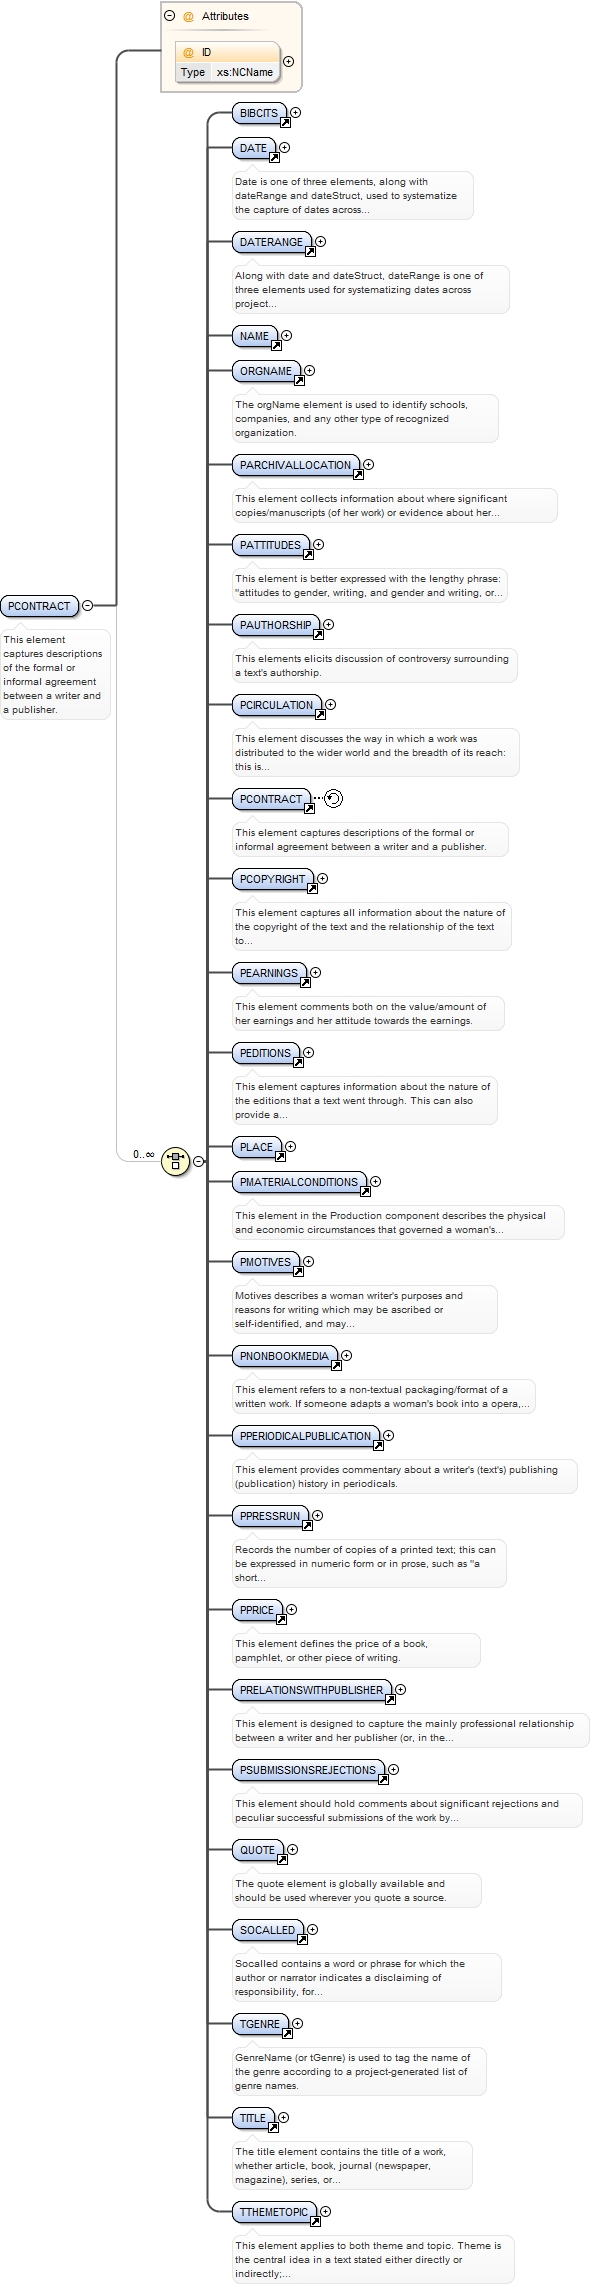 Attributes
@ ID
Type xs:NCName
BIBCITS
DATE
Date is one of three elements, along with
dateRange and dateStruct, used to systematize
the capture of dates across...
DATERANGE
Along with date and dateStruct, dateRange is one of
three elements used for systematizing dates across
project...
NAME
ORGNAME
The orgName element is used to identify schools,
companies, and any other type of recognized
organization.
PARCHIVALLOCATION
This element collects information about where significant
copies/manuscripts (of her work) or evidence about her...
PATTITUDES
This element is better expressed with the lengthy phrase:
"attitudes to gender, writing, and gender and writing, or...
PCONTRACT
This element
captures descriptions
of the formal or
informal agreement
between a writer and
a publisher.
PAUTHORSHIP
This elements elicits discussion of controversy surrounding
a text's authorship.
PCIRCULATION
This element discusses the way in which a work was
distributed to the wider world and the breadth of its reach:
this is...
PCONTRACT
This element captures descriptions of the formal or
informal agreement between a writer and a publisher.
PCOPYRIGHT
This element captures all information about the nature of
the copyright of the text and the relationship of the text
to...
PEARNINGS
This element comments both on the value/amount of
her earnings and her attitude towards the earnings.
PEDITIONS
This element captures information about the nature of
the editions that a text went through. This can also
provide a...
0..∞
PLACE
PMATERIALCONDITIONS
This element in the Production component describes the physical
and economic circumstances that governed a woman's...
PMOTIVES
Motives describes a woman writer's purposes and
reasons for writing which may be ascribed or
self-identified, and may...
PNONBOOKMEDIA
This element refers to a non-textual packaging/format of a
written work. If someone adapts a woman's book into a opera,...
PPERIODICALPUBLICATION
This element provides commentary about a writer's (text's) publishing
(publication) history in periodicals.
PPRESSRUN
Records the number of copies of a printed text; this can
be expressed in numeric form or in prose, such as "a
short...
PPRICE
This element defines the price of a book,
pamphlet, or other piece of writing.
PRELATIONSWITHPUBLISHER
This element is designed to capture the mainly professional relationship
between a writer and her publisher (or, in the...
PSUBMISSIONSREJECTIONS
This element should hold comments about significant rejections and
peculiar successful submissions of the work by...
QUOTE
The quote element is globally available and
should be used wherever you quote a source.
SOCALLED
Socalled contains a word or phrase for which the
author or narrator indicates a disclaiming of
responsibility, for...
TGENRE
GenreName (or tGenre) is used to tag the name of
the genre according to a project-generated list of
genre names.
TITLE
The title element contains the title of a work,
whether article, book, journal (newspaper,
magazine), series, or...
TTHEMETOPIC
This element applies to both theme and topic. Theme is
the central idea in a text stated either directly or
indirectly;...